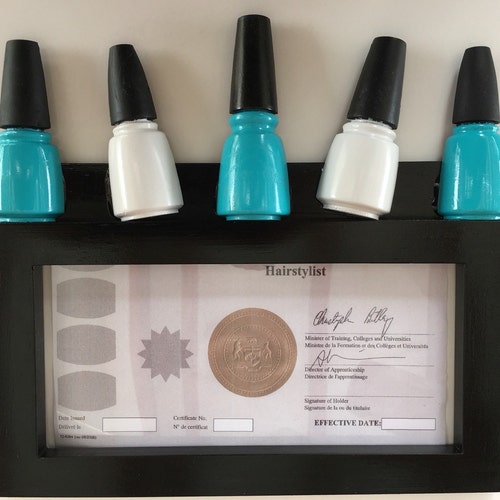 Hairstylist
Minister of Training, Colleges and Universities
Ministre de la Formation et des Collèges et Universités
Director of Apprenticeship
Directrice de l'apprentissage
Signature of Holder
Signature de la ou du titulaire
Date Issued
Délivré le
Certificate No.
N° de certificat
EFFECTIVE DATE: